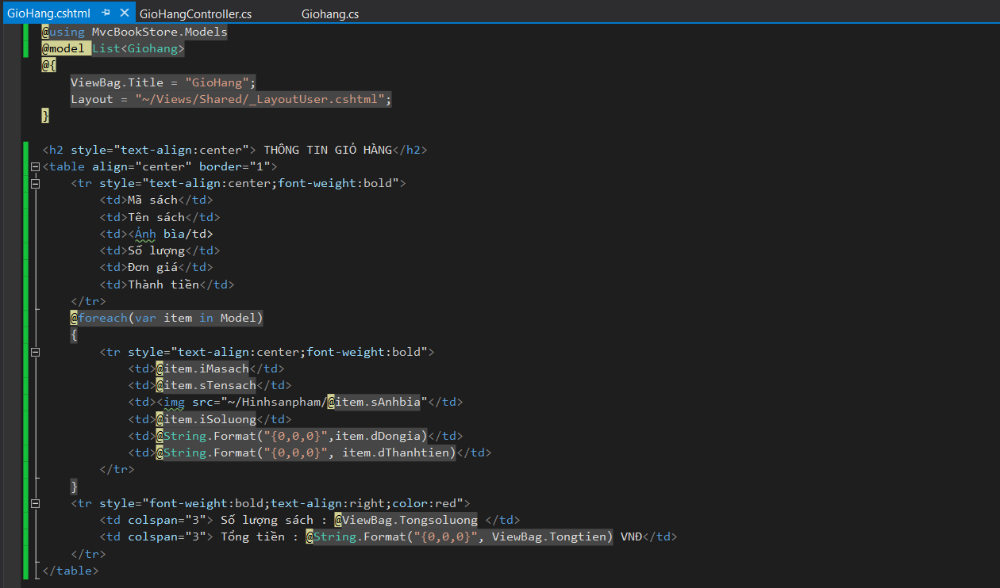 GioHang.cshtml GioHangController.cs Giohang.cs
@using MvcBookStore.Models
@model List<Giohang>
@{
ViewBag.Title = "GioHang";
Layout = "~/Views/Shared/_LayoutUser.cshtml";
}
<h2 style="text-align:center"> THÔNG TIN GIỎ HÀNG</h2>
<table align="center" border="1">
<tr style="text-align:center;font-weight:bold">
<td>Mã sách</td>
<td>Tên sách</td>
<td><Ảnh bìa/td>
<td>Số lượng</td>
<td>Đơn giá</td>
<td>Thành tiền</td>
</tr>
@foreach(var item in Model)
{
<tr style="text-align:center;font-weight:bold">
<td>@item.iMasach</td>
<td>@item.sTensach</td>
<td><img src="~/Hinhsanpham/@item.sAnhbia"</td>
<td>@item.iSoluong</td>
<td>@String.Format("{0,0,0}",item.dDongia)</td>
<td>@String.Format("{0,0,0}", item.dThanhtien)</td>
</tr>
}
<tr style="font-weight:bold;text-align:right;color:red">
<td colspan="3"> Số lượng sách : @ViewBag.Tongsoluong </td>
<td colspan="3"> Tổng tiền : @String.Format("{0,0,0}", ViewBag.Tongtien) VNĐ</td>
</tr>
</table>